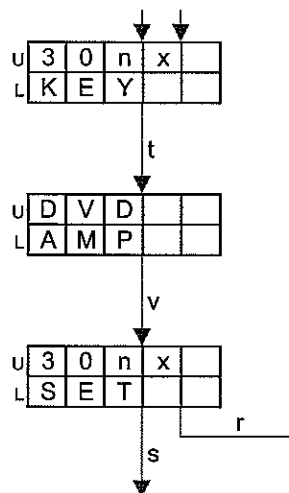 U 3 0 n x
L K E Y
t
U D V D
L A M P
v
U 3 0 n x
L S E T
r
s